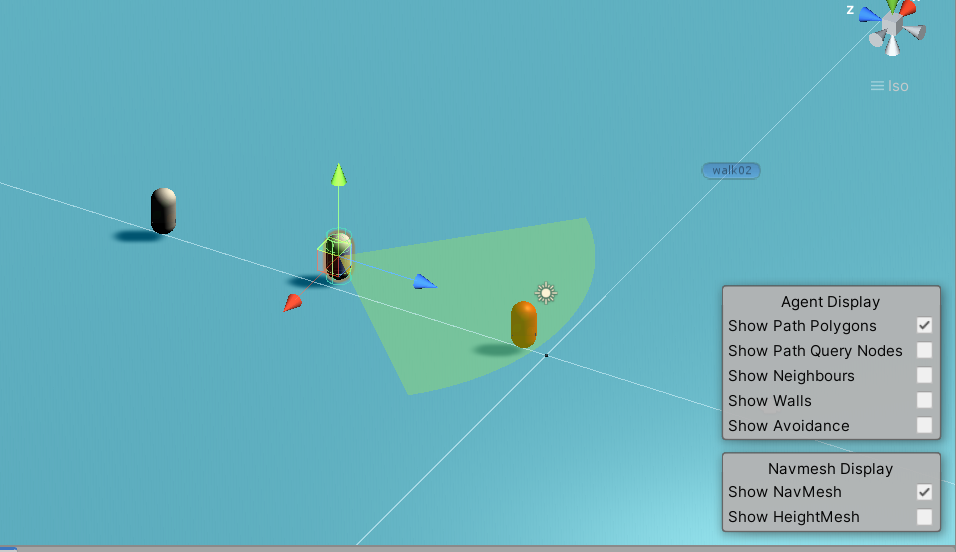 z
Iso
walk02
Agent Display
Show Path Polygons
Show Path Query Nodes
Show Neighbours
Show Walls
Show Avoidance
Navmesh Display
Show NavMesh
Show HeightMesh